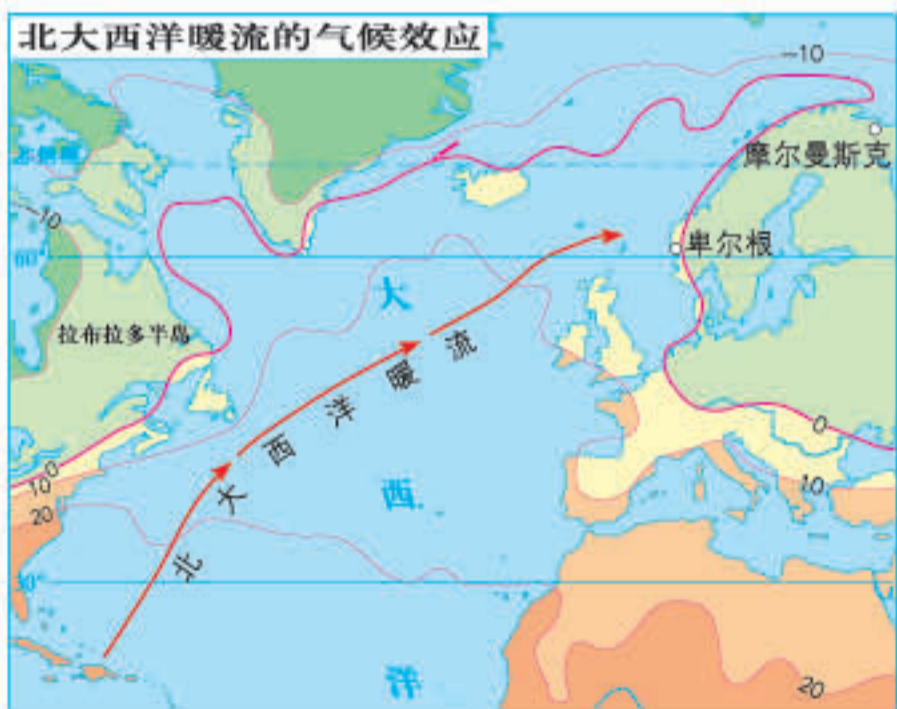 北大西洋暖流的气候效应
-10
摩尔曼斯克
-10
60°
卑尔根
大
拉布拉多半岛
北大西洋暖流
0
0
10
10
20
西
30°
洋
20